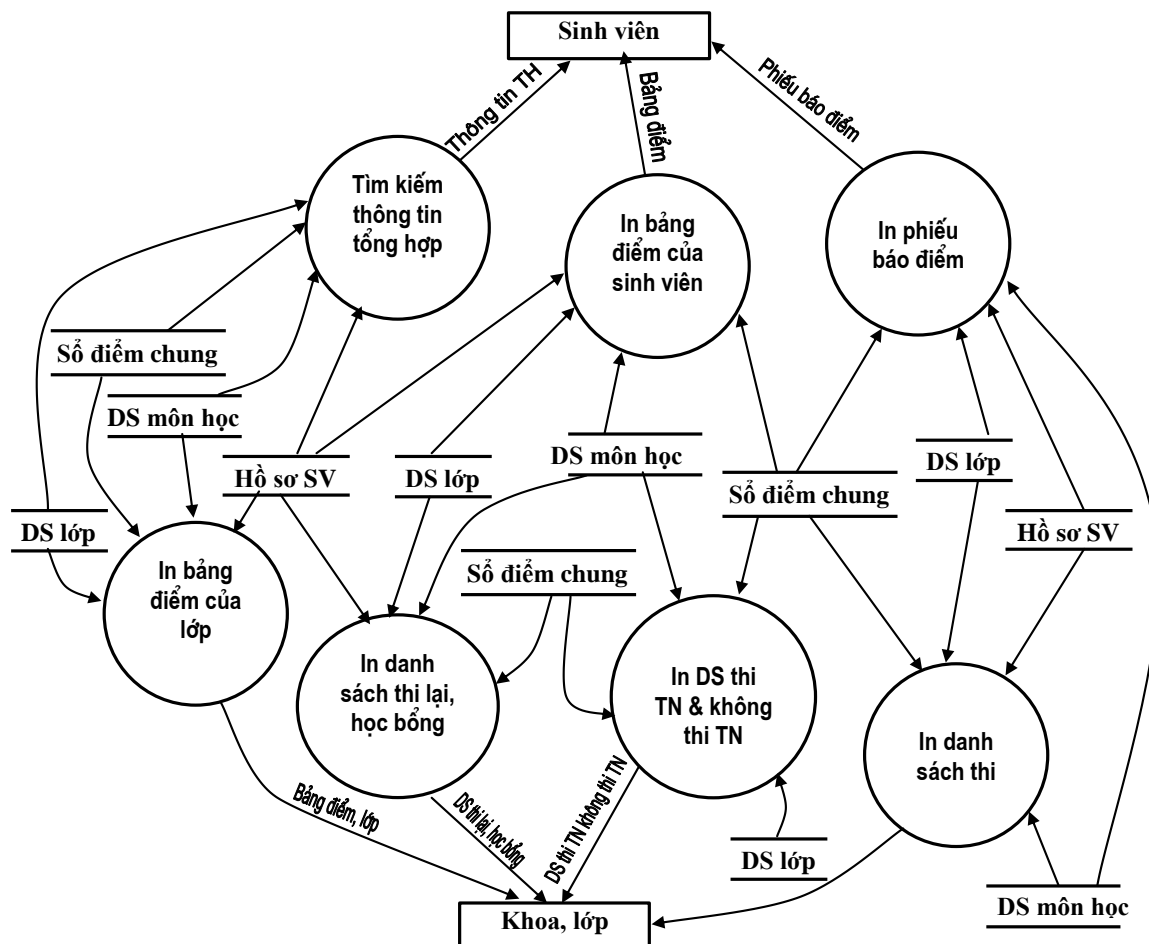 Sinh viên
Thông tin TH
Bảng điểm
Phiếu báo điểm
Tìm kiếm
thông tin
tổng hợp
In bảng
điểm của
sinh viên
In phiếu
báo điểm
Sổ điểm chung
DS môn học
Hồ sơ SV
DS lớp
DS môn học
Sổ điểm chung
DS lớp
Hồ sơ SV
DS lớp
In bảng
điểm của
lớp
Sổ điểm chung
In danh
sách thi lại,
học bổng
In DS thi
TN & không
thi TN
In danh
sách thi
Bảng điểm, lớp
DS thi lại, học bổng
DS thi TN không thi TN
DS lớp
DS môn học
Khoa, lớp